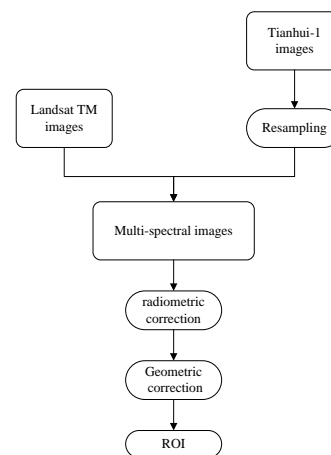 Tianhui-1
images
Landsat TM
images
Resampling
Multi-spectral images
radiometric
correction
Geometric
correction
ROI